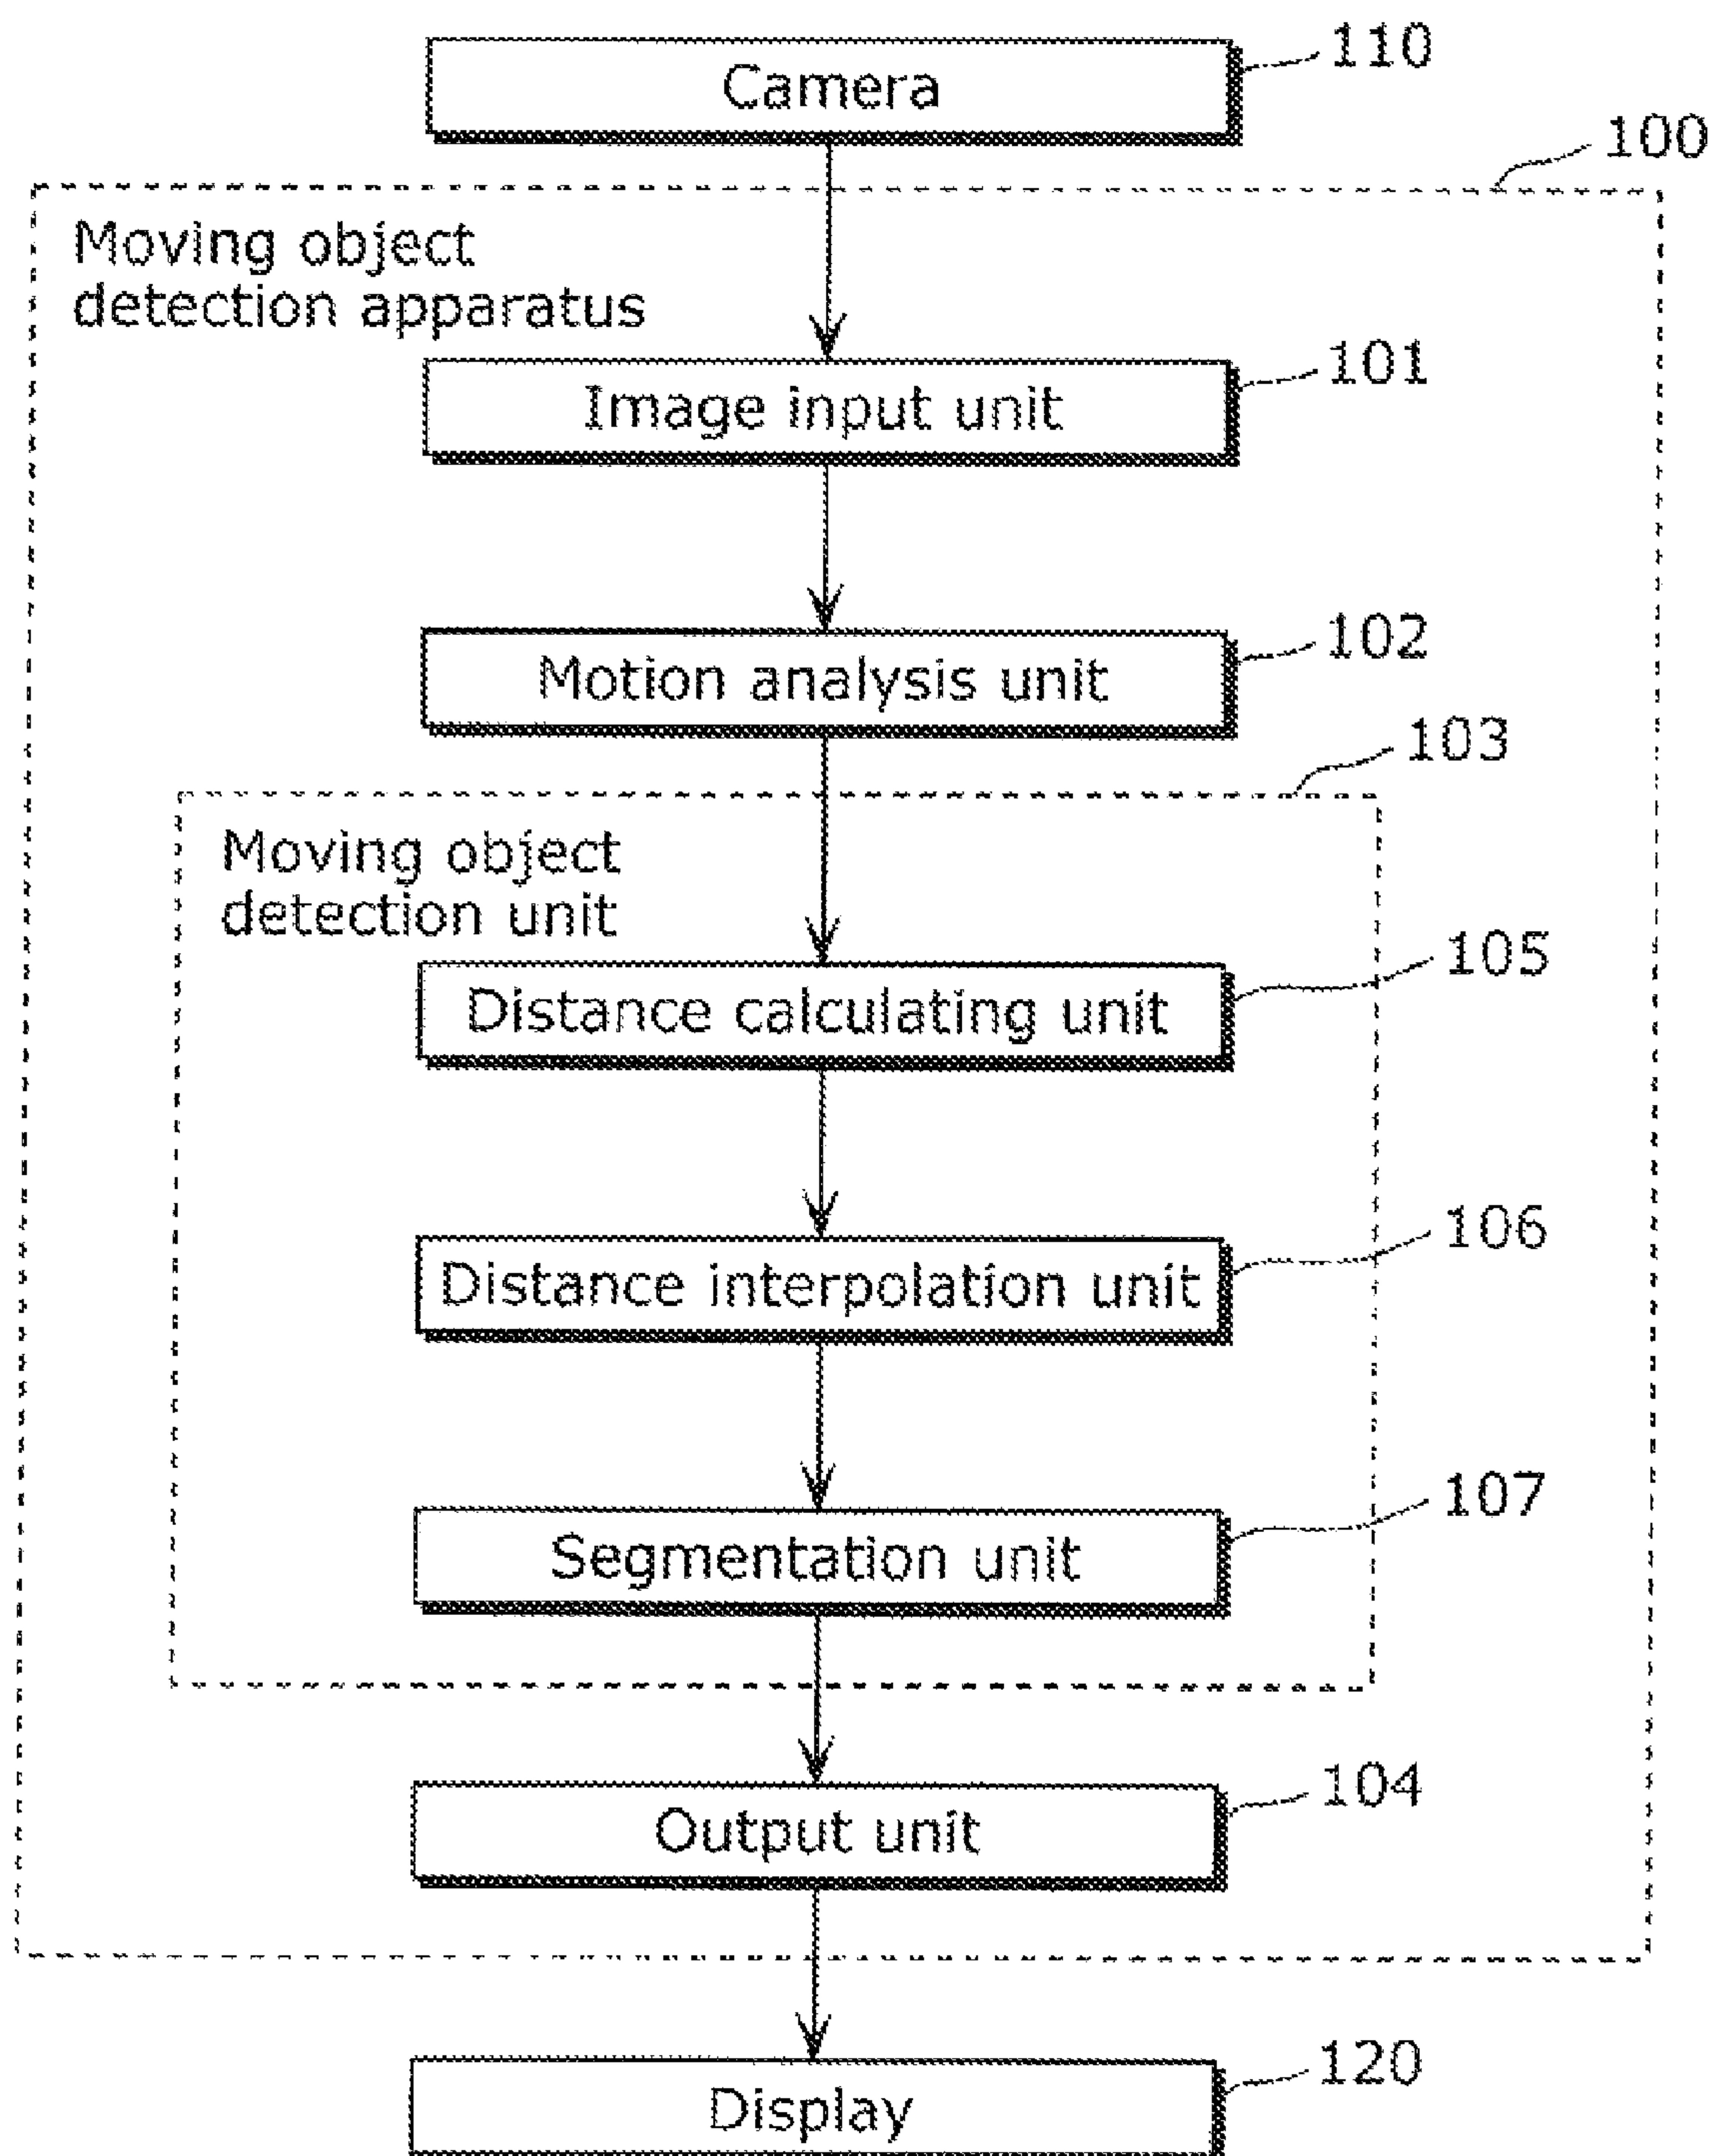 Camera
110
100
Moving object
detection apparatus
Image input unit
101
Motion analysis unit
102
103
Moving object
detection unit
Distance calculating unit
105
Distance interpolation unit
106
Segmentation unit
107
Output unit
104
Display
120